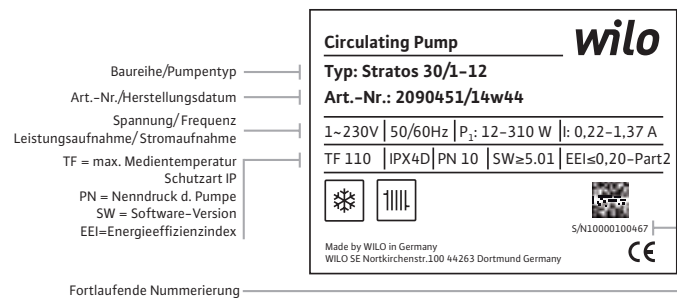 Circulating Pump
wilo
Baureihe/Pumpentyp
Typ: Stratos 30/1-12
Art.-Nr./Herstellungsdatum
Art.-Nr.: 2090451/14w44
Spannung/Frequenz
Leistungsaufnahme/Stromaufnahme
1~230V 50/60Hz P1: 12-310 W I: 0,22-1,37 A
TF = max. Medientemperatur
Schutzart IP
PN = Nenndruck d. Pumpe
SW = Software-Version
EEI=Energieeffizienzindex
TF 110 IPX4D PN 10 SW≥5.01 EEI≤0,20-Part2
S/N10000100467
Made by WILO in Germany
WILO SE Nortkirchenstr.100 44263 Dortmund Germany
CE
Fortlaufende Nummerierung